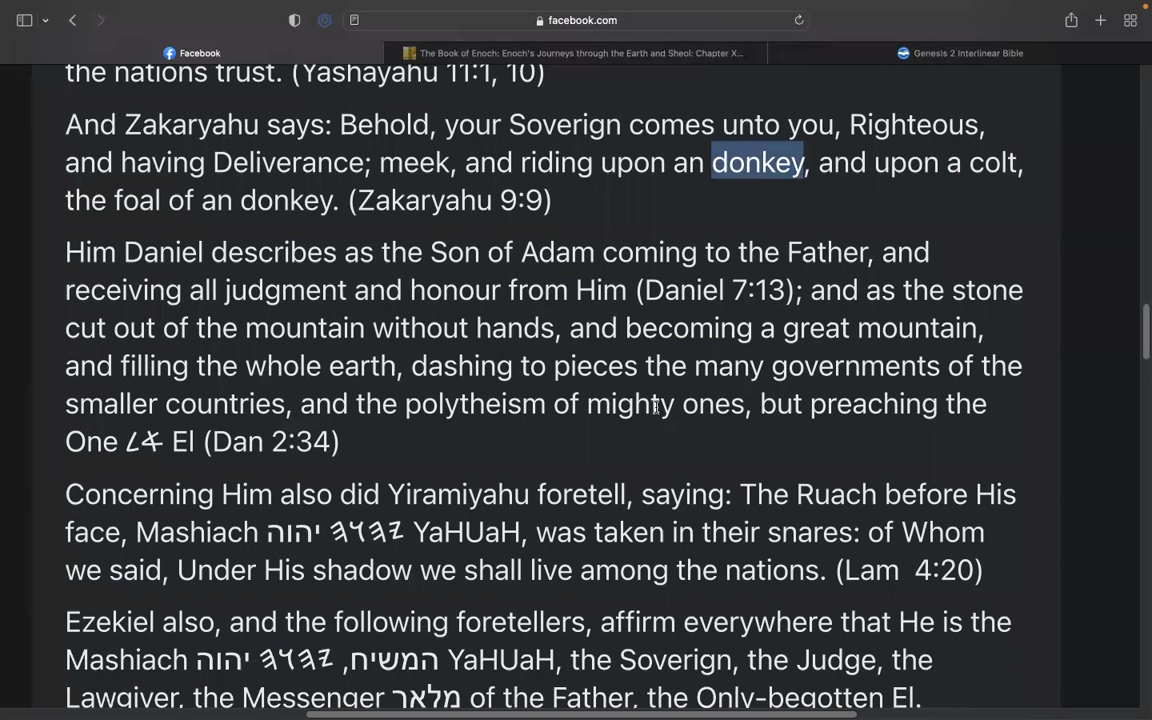 facebook.com
Facebook
The Book of Enoch: Enoch's Journeys through the Earth and Sheol: Chapter X...
Genesis 2 Interlinear Bible
the nations trust. (Yashayahu 11:1, 10)
And Zakaryahu says: Behold, your Soverign comes unto you, Righteous,
and having Deliverance; meek, and riding upon an donkey, and upon a colt,
the foal of an donkey. (Zakaryahu 9:9)
Him Daniel describes as the Son of Adam coming to the Father, and
receiving all judgment and honour from Him (Daniel 7:13); and as the stone
cut out of the mountain without hands, and becoming a great mountain,
and filling the whole earth, dashing to pieces the many governments of the
smaller countries, and the polytheism of mighty ones, but preaching the
One 𐤀𐤋 El (Dan 2:34)
Concerning Him also did Yiramiyahu foretell, saying: The Ruach before His
face, Mashiach יהוה 𐤉𐤄𐤅𐤄 YaHUaH, was taken in their snares: of Whom
we said, Under His shadow we shall live among the nations. (Lam 4:20)
Ezekiel also, and the following foretellers, affirm everywhere that He is the
Mashiach המשיח, 𐤉𐤄𐤅𐤄 יהוה YaHUaH, the Soverign, the Judge, the
Lawgiver, the Messenger מלאך of the Father, the Only-begotten El.